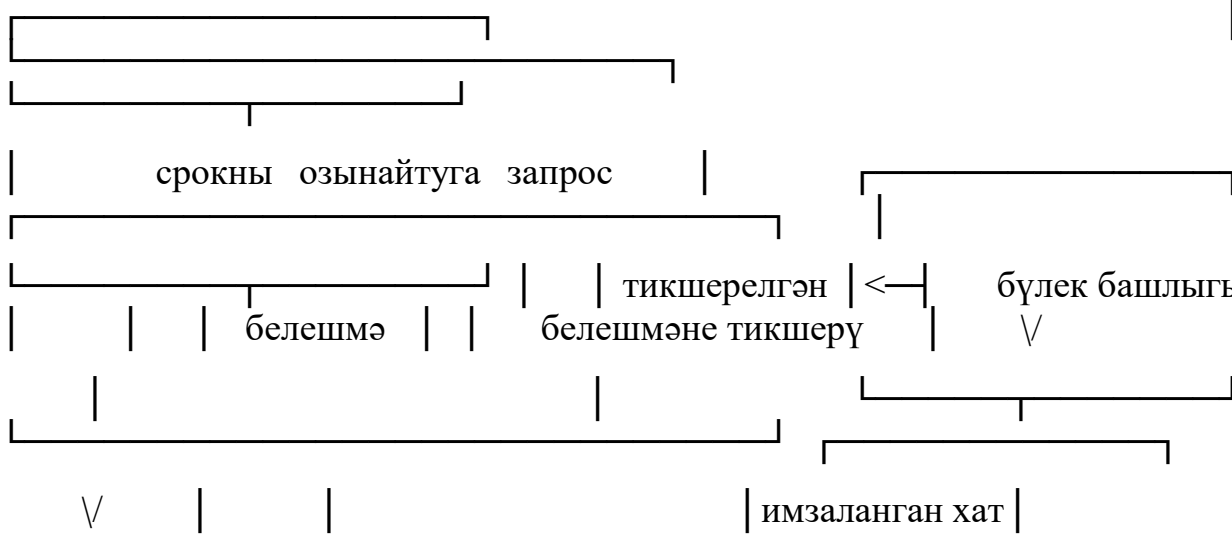 срокны озынайтуга запрос
тикшерелгән <─ бүлек башлыгы
белешмә белешмәне тикшерү \/
\/ имзаланган хат